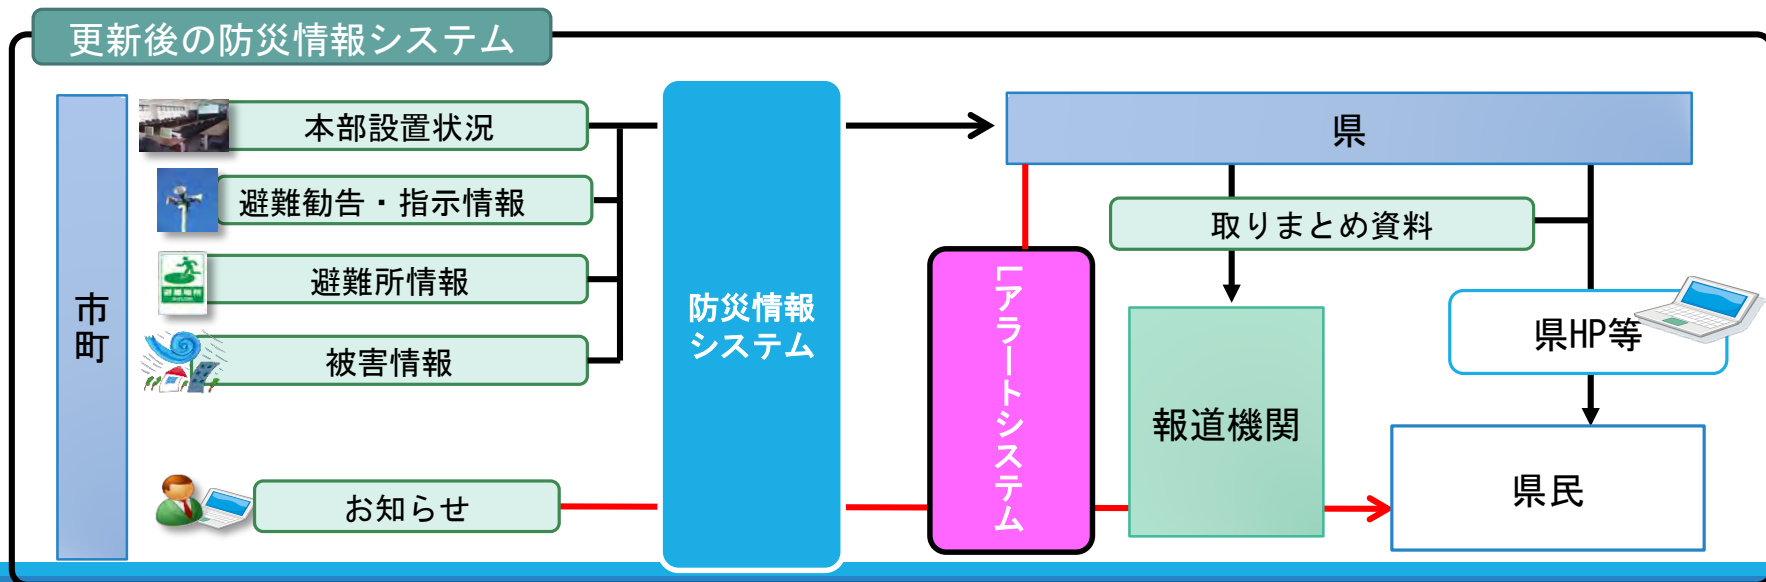 更新後の防災情報システム
市町
本部設置状況
避難勧告・指示情報
避難所情報
被害情報
お知らせ
防災情報
システム
県
Lアラートシステム
取りまとめ資料
報道機関
県HP等
県民
避難場所